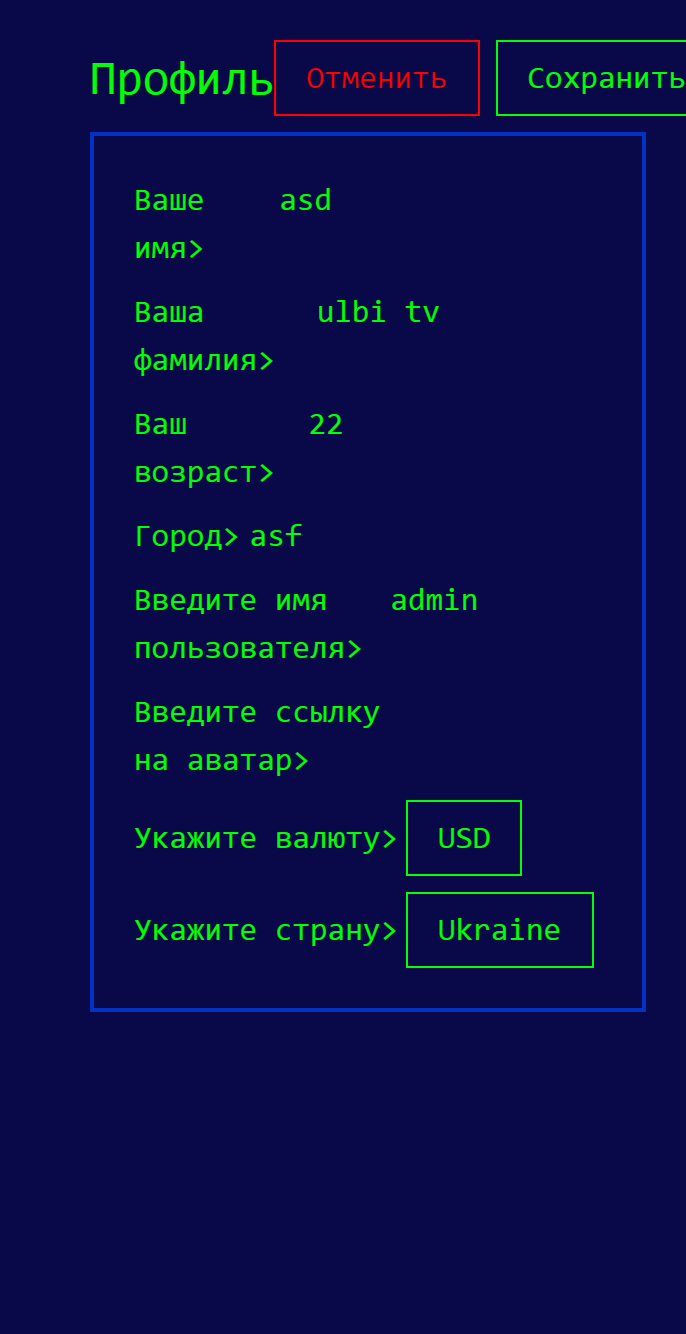 Профиль Отменить Сохранить
Ваше asd
имя>
Ваша ulbi tv
фамилия>
Ваш 22
возраст>
Город> asf
Введите имя admin
пользователя>
Введите ссылку
на аватар>
Укажите валюту> USD
Укажите страну> Ukraine